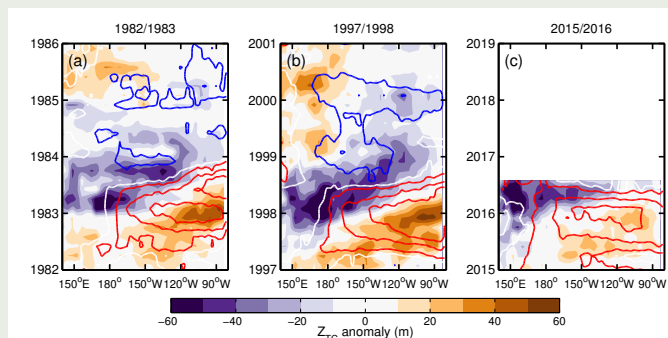 1982/1983 1997/1998 2015/2016
1986 (a) 2001 (b) 2019 (c)
1985 2000 2018
1984 1999 2017
1983 1998 2016
1982 1997 2015
150°E 180° 150°W 120°W 90°W 150°E 180° 150°W 120°W 90°W 150°E 180° 150°W 120°W 90°W
−60 −40 −20 0 20 40 60
Z_TC anomaly (m)